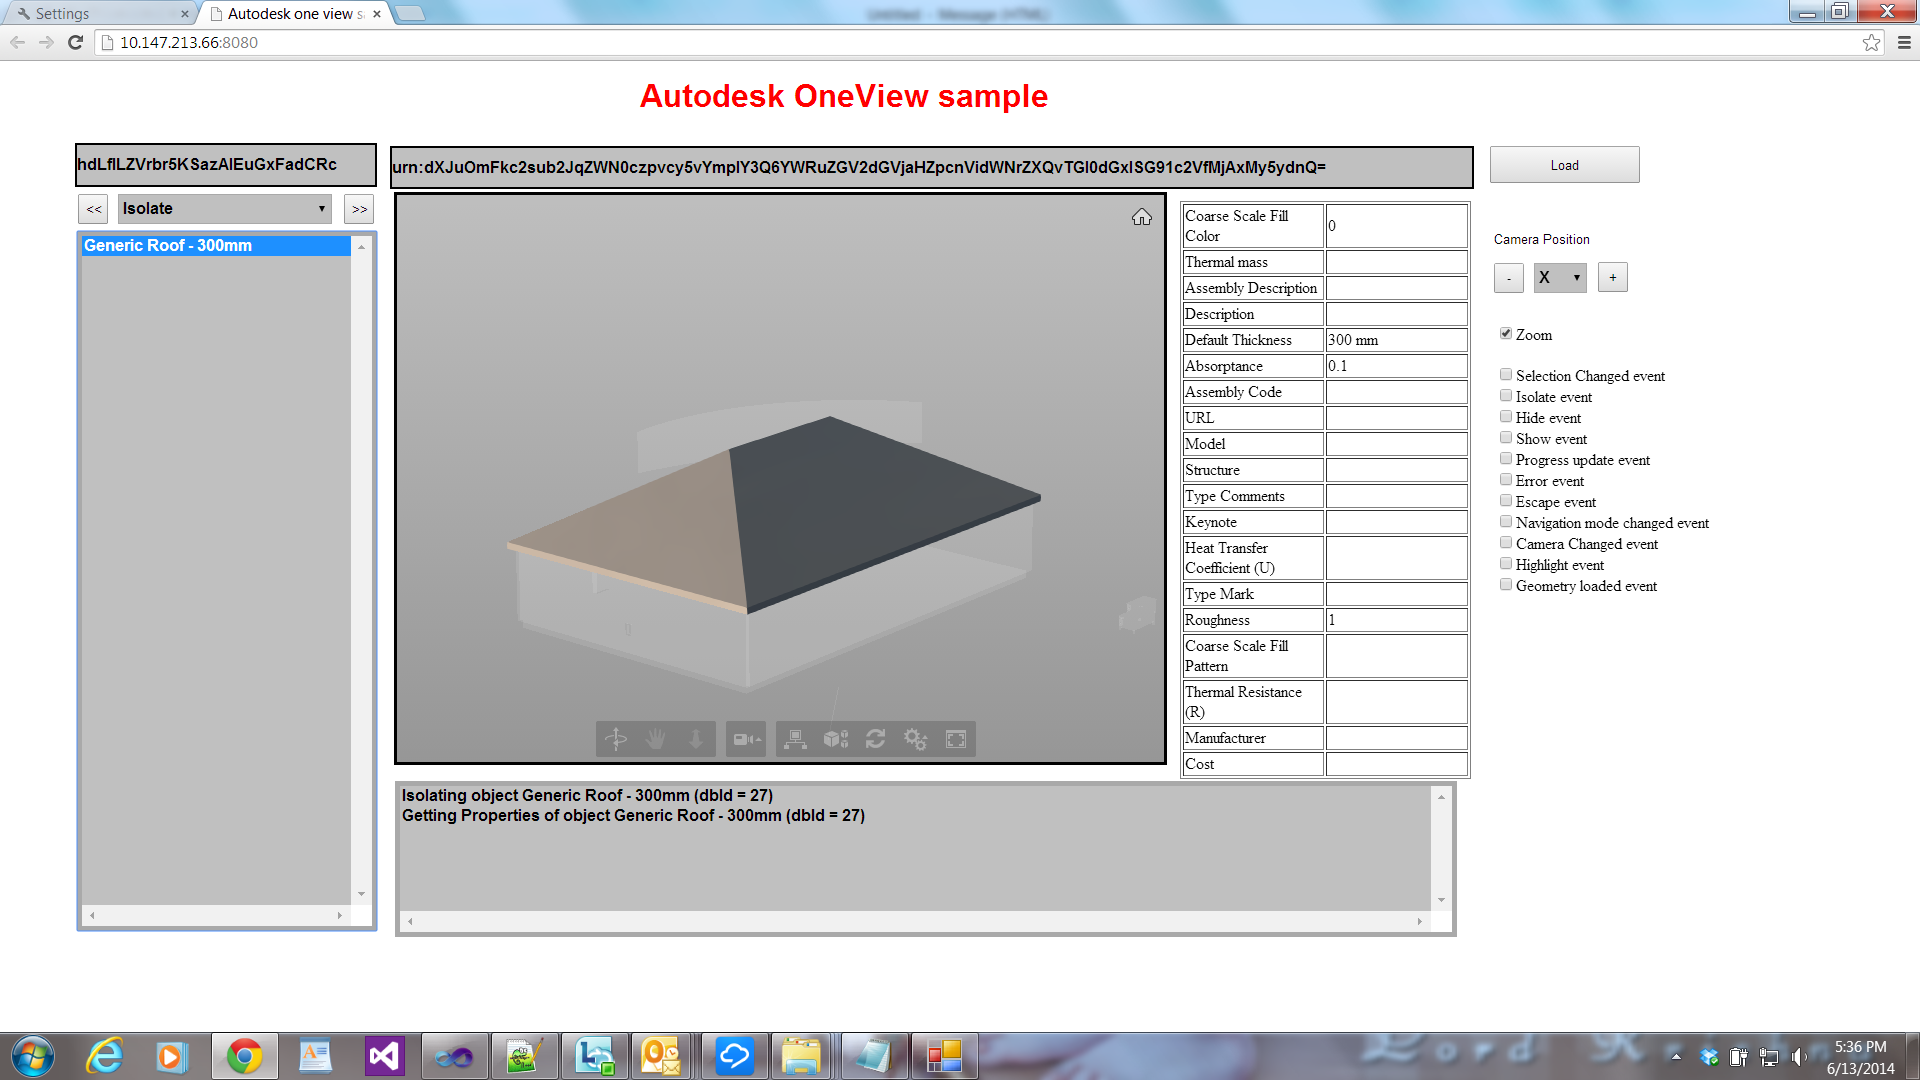 Settings
Autodesk one view s
Untitled - Message (HTML)
10.147.213.66:8080
Autodesk OneView sample
hdLfILZVrbr5KSazAIEuGxFadCRc
urn:dXJuOmFkc2sub2JqZWN0czpvcy5vYmplY3Q6YWRuZGV2dGVjaHZpcnVidWNrZXQvTGl0dGxlSG91c2VfMjAxMy5ydnQ=
Load
<<
Isolate
>>
Generic Roof - 300mm
Coarse Scale Fill Color 0
Thermal mass
Assembly Description
Description
Default Thickness 300 mm
Absorptance 0.1
Assembly Code
URL
Model
Structure
Type Comments
Keynote
Heat Transfer Coefficient (U)
Type Mark
Roughness 1
Coarse Scale Fill Pattern
Thermal Resistance (R)
Manufacturer
Cost
Camera Position
-
X
+
Zoom
Selection Changed event
Isolate event
Hide event
Show event
Progress update event
Error event
Escape event
Navigation mode changed event
Camera Changed event
Highlight event
Geometry loaded event
Isolating object Generic Roof - 300mm (dbId = 27)
Getting Properties of object Generic Roof - 300mm (dbId = 27)
Lord
5:36 PM
6/13/2014